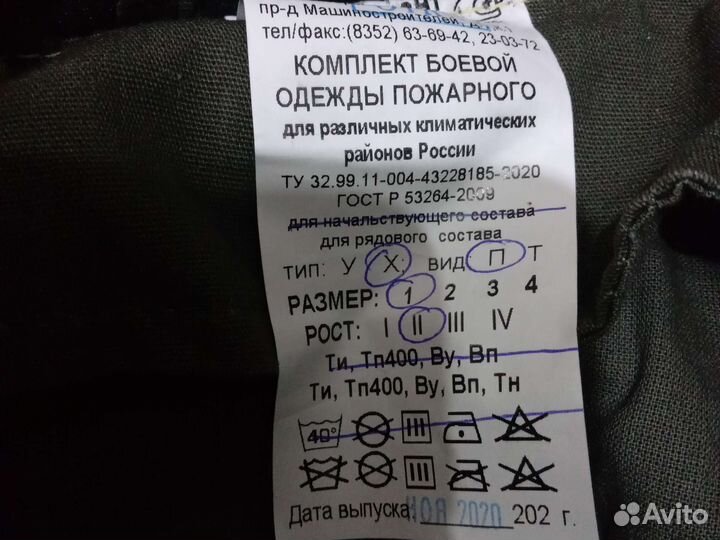 пр-д Машиностроителей,
тел/факс:(8352) 63-69-42, 23-03-72
КОМПЛЕКТ БОЕВОЙ
ОДЕЖДЫ ПОЖАРНОГО
для различных климатических
районов России
ТУ 32.99.11-004-43228185-2020
ГОСТ Р 53264-2009
для начальствующего состава
для рядового состава
ТИП: У Х; ВИД: П Т
РАЗМЕР: 1 2 3 4
РОСТ: I II III IV
Ти, Тп400, Ву, Вп
Ти, Тп400, Ву, Вп, Тн
40°
Дата выпуска: НОЯ 2020 202 г.
Avito